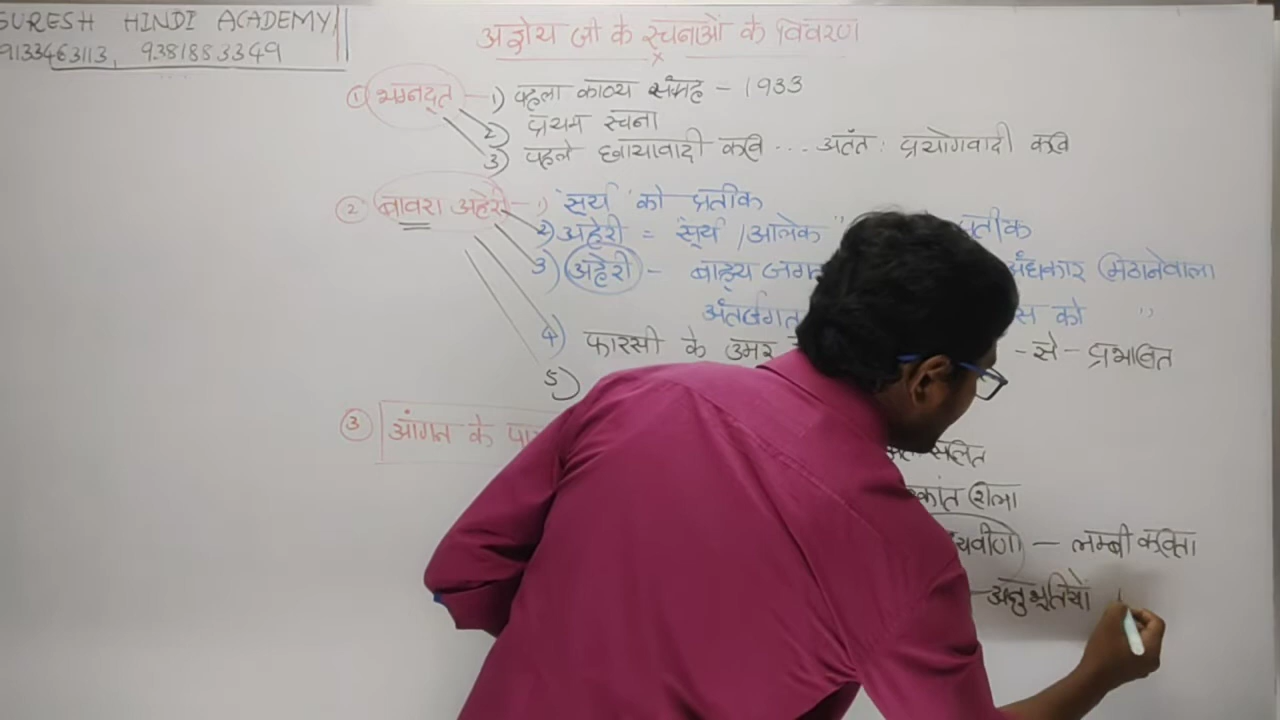 SURESH HINDI ACADEMY
9133463113, 9381883349
अज्ञेय जी के रचनाओं के विवरण
① भग्नदूत - 1) पहला काव्य संग्रह - 1933
2) प्रथम रचना
3) पहले छायावादी कवि ... अतंत: प्रयोगवादी कवि
② बावरा अहेरी - 1) 'सूर्य' को प्रतीक
2) अहेरी = सूर्य / आलोक " प्रतीक
3) अहेरी - बाह्य जगत अंधकार मिठानेवाला
अंतर्जगत को "
4) फारसी के उमर - से - प्रभावित
5)
③ आंगन के पा
सलिल
कांत शिला
वीणा - लम्बी कविता
- अनुभूतियों